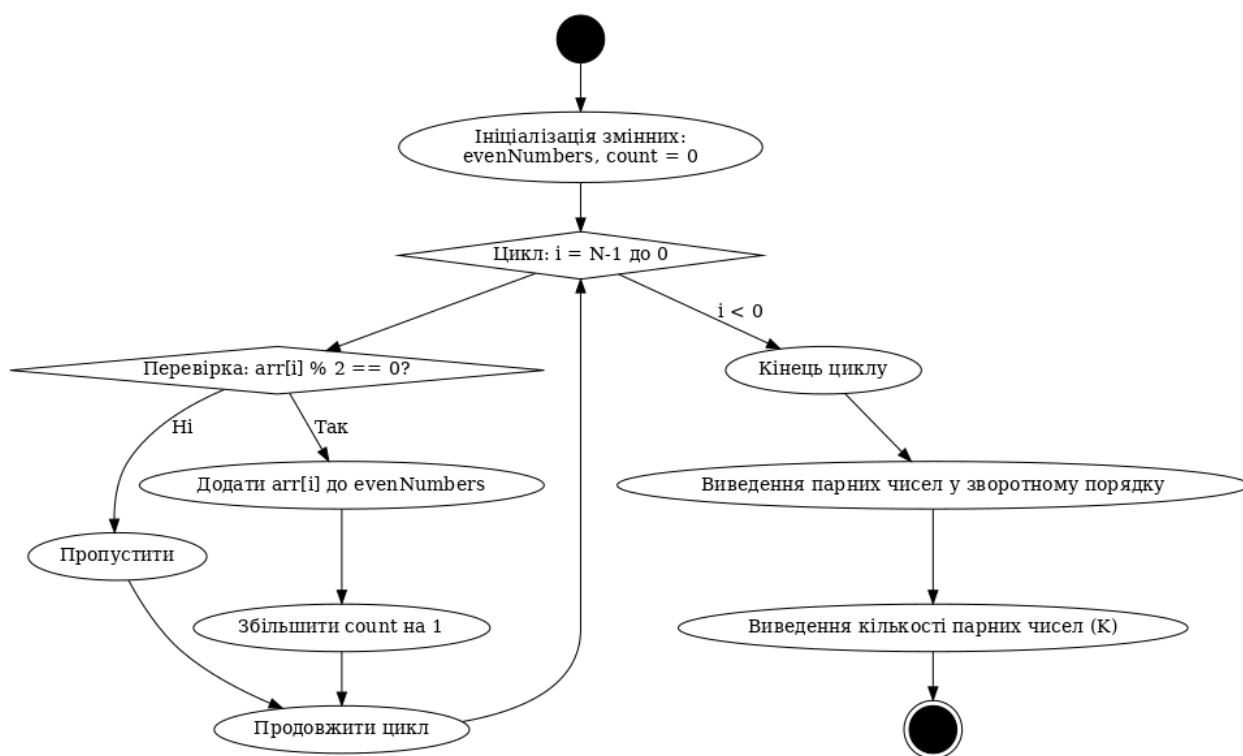 Ініціалізація змінних:
evenNumbers, count = 0
Цикл: i = N-1 до 0
i < 0
Перевірка: arr[i] % 2 == 0?
Кінець циклу
Ні
Так
Додати arr[i] до evenNumbers
Виведення парних чисел у зворотному порядку
Пропустити
Збільшити count на 1
Виведення кількості парних чисел (K)
Продовжити цикл